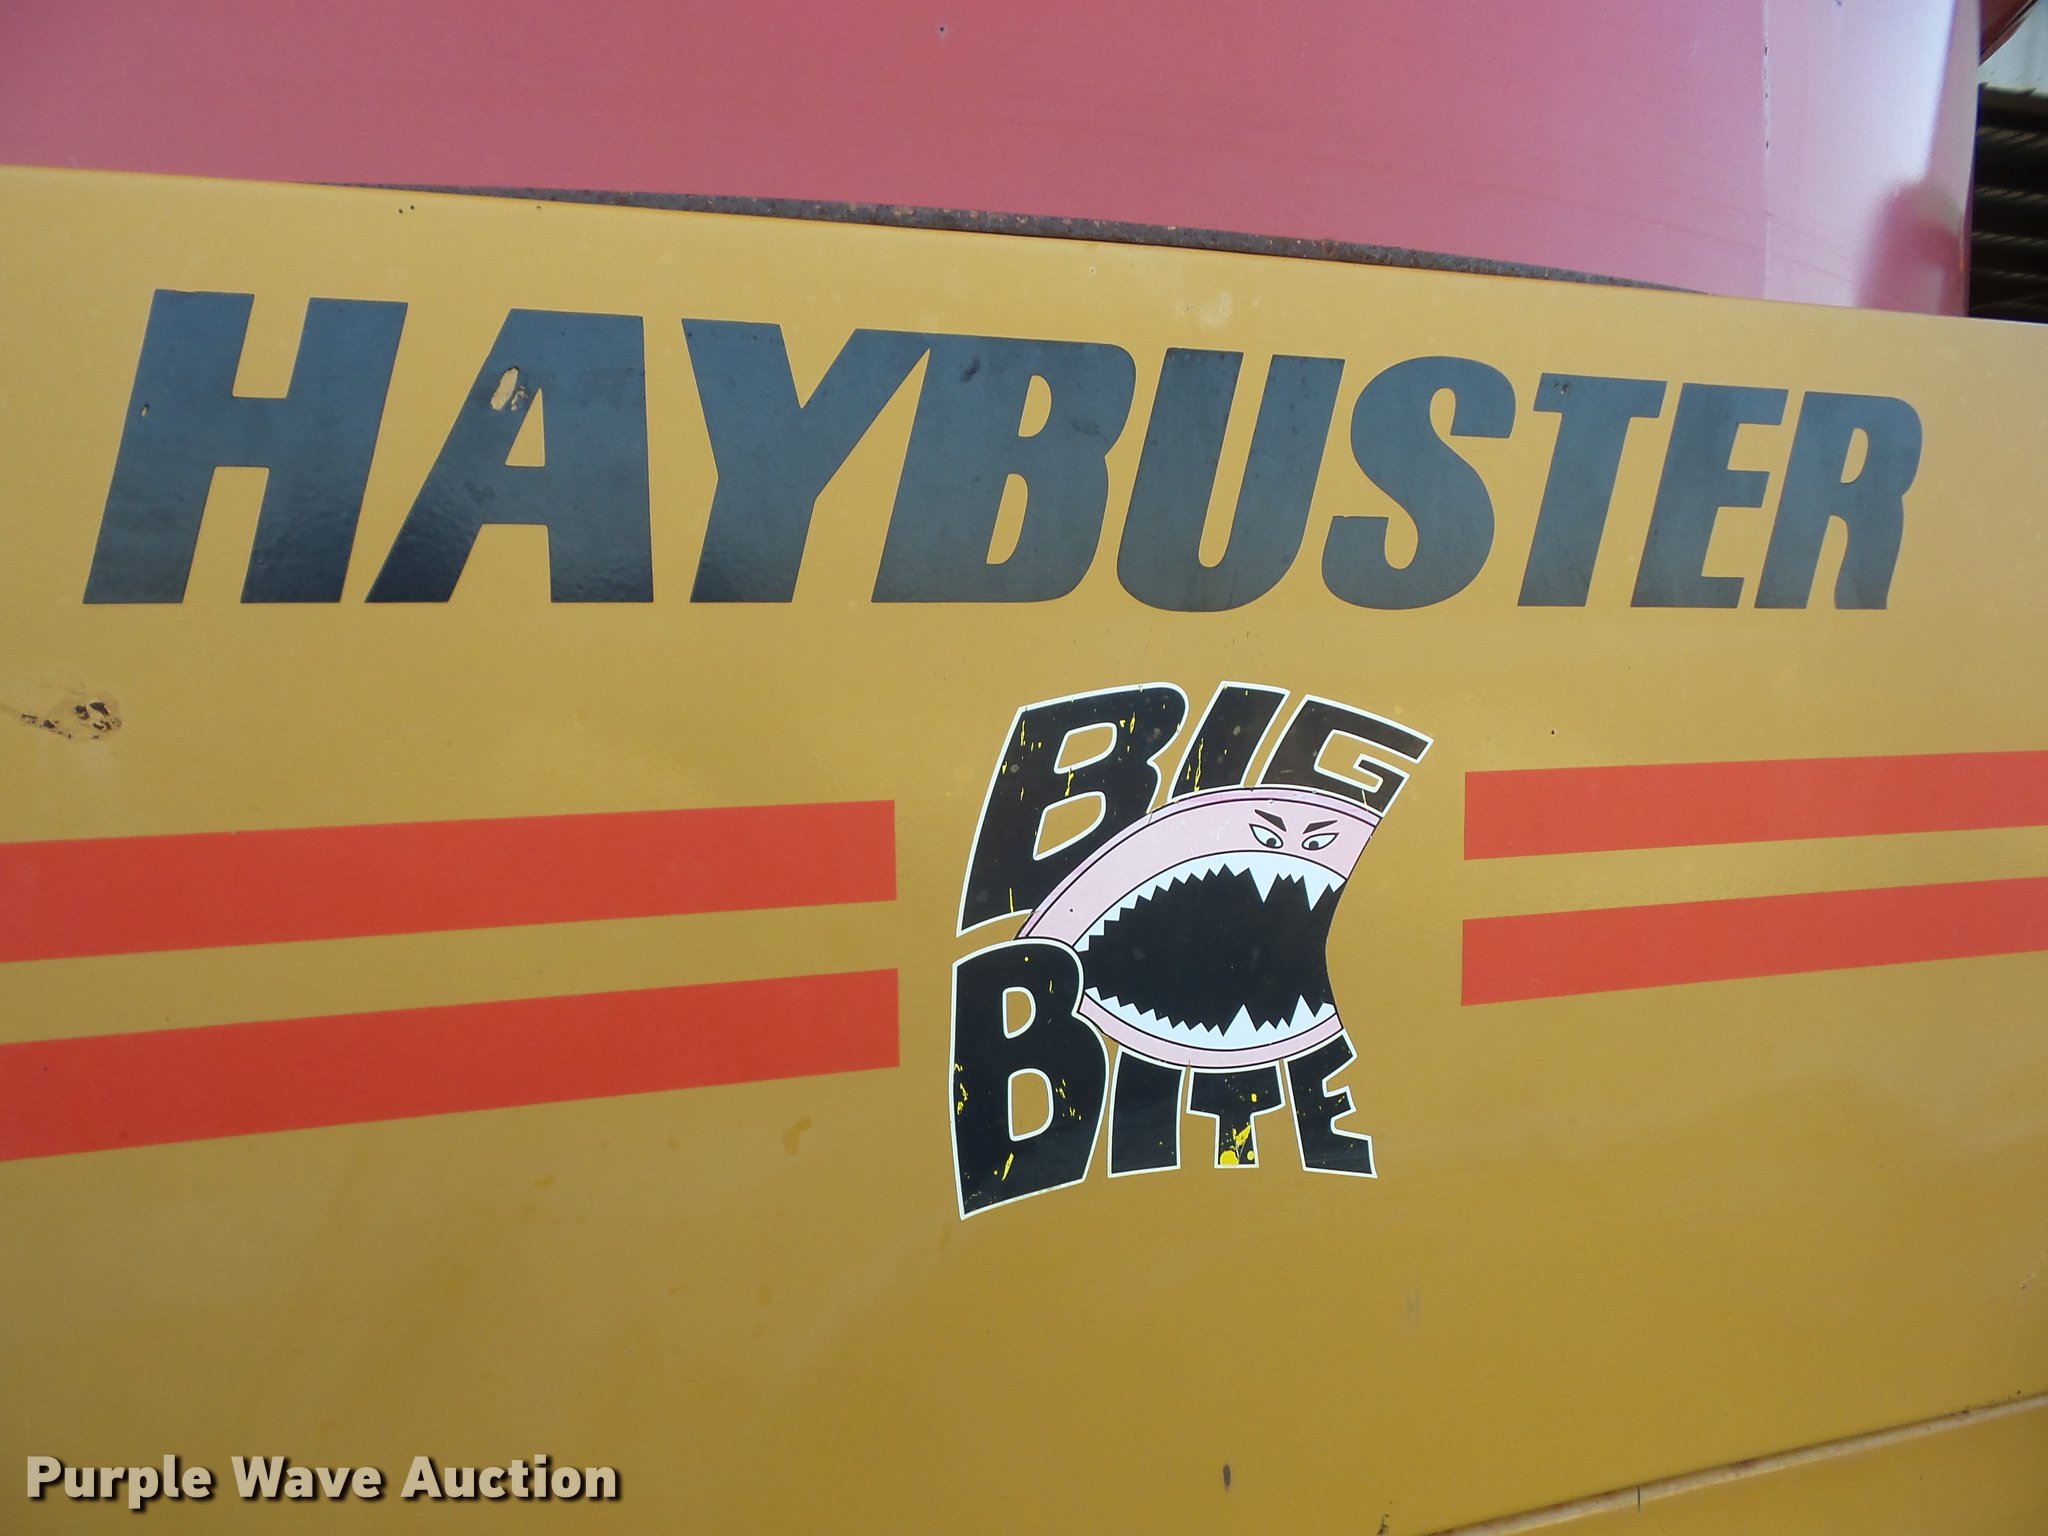 HAYBUSTER
BIG
BITE
Purple Wave Auction